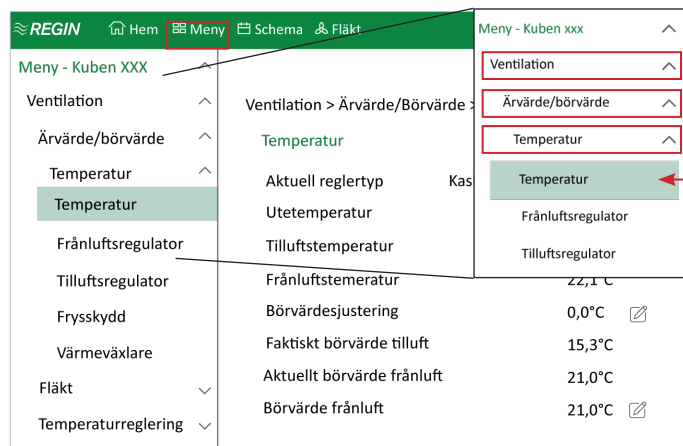 REGIN Hem Meny Schema Fläkt
Meny - Kuben XXX
Ventilation
Ärvärde/börvärde
Temperatur
Temperatur
Frånluftsregulator
Tilluftsregulator
Frysskydd
Värmeväxlare
Fläkt
Temperaturreglering
Ventilation > Ärvärde/Börvärde >
Temperatur
Aktuell reglertyp Kas
Utetemperatur
Tilluftstemperatur
Frånluftstemeratur 22,1°C
Börvärdesjustering 0,0°C
Faktiskt börvärde tilluft 15,3°C
Aktuellt börvärde frånluft 21,0°C
Börvärde frånluft 21,0°C
Meny - Kuben xxx
Ventilation
Ärvärde/börvärde
Temperatur
Temperatur
Frånluftsregulator
Tilluftsregulator